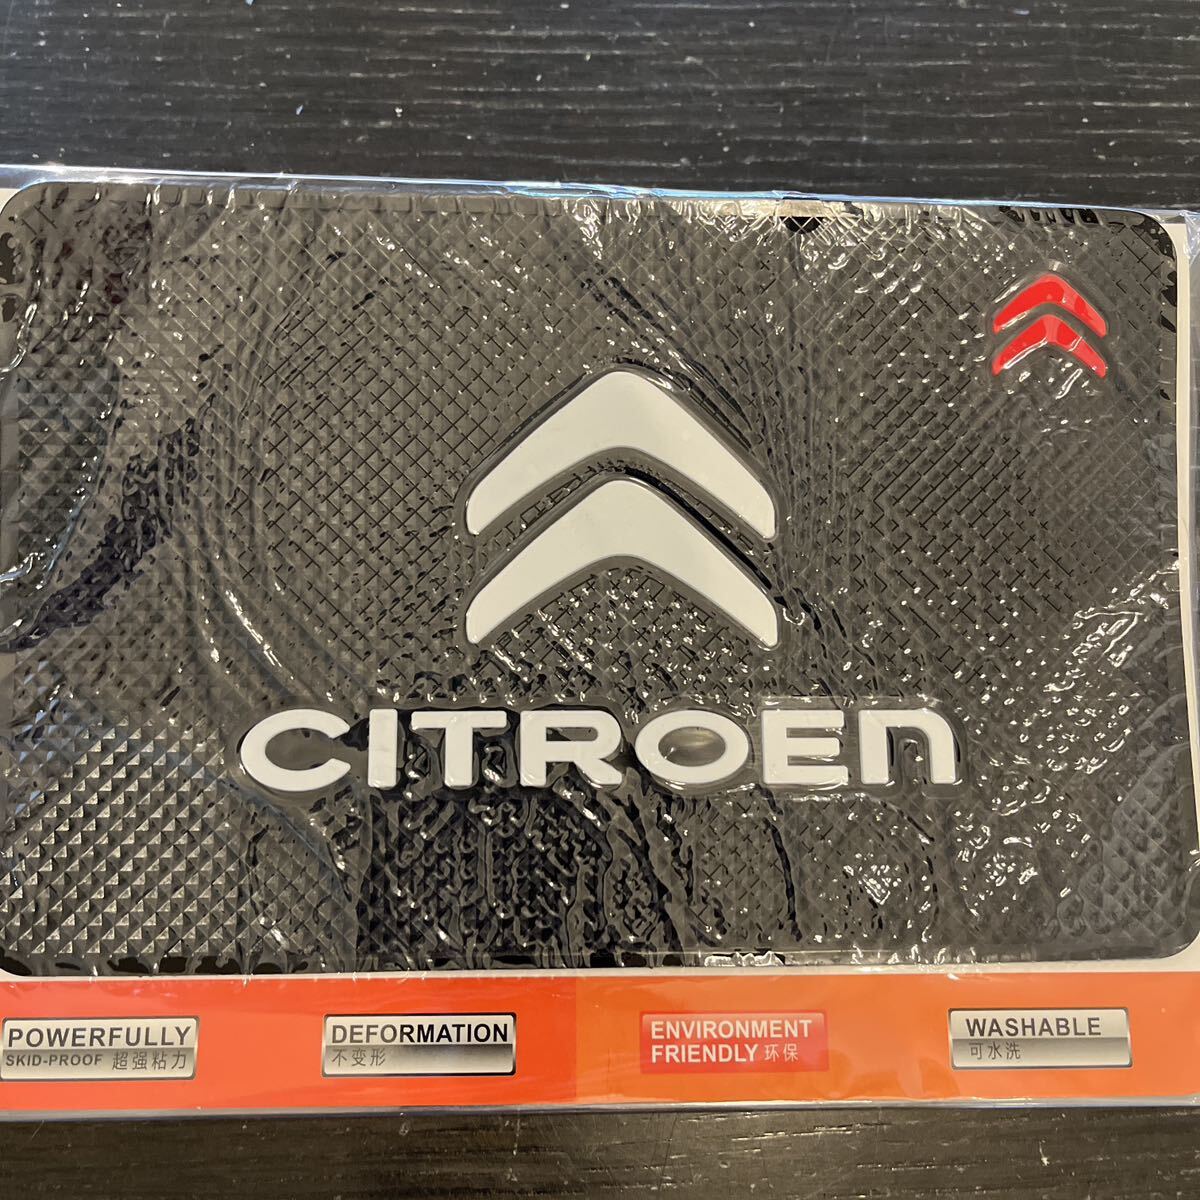 CITROEN
POWERFULLY
SKID-PROOF 超强粘力
DEFORMATION
不变形
ENVIRONMENT
FRIENDLY 环保
WASHABLE
可水洗